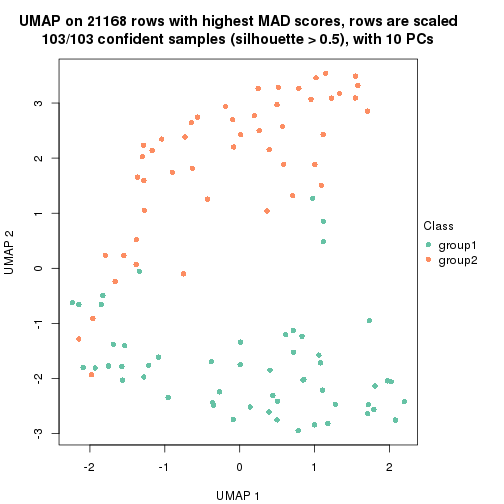 UMAP on 21168 rows with highest MAD scores, rows are scaled
103/103 confident samples (silhouette > 0.5), with 10 PCs
3
2
1
0
-1
-2
-3
UMAP 2
-2 -1 0 1 2
UMAP 1
Class
group1
group2